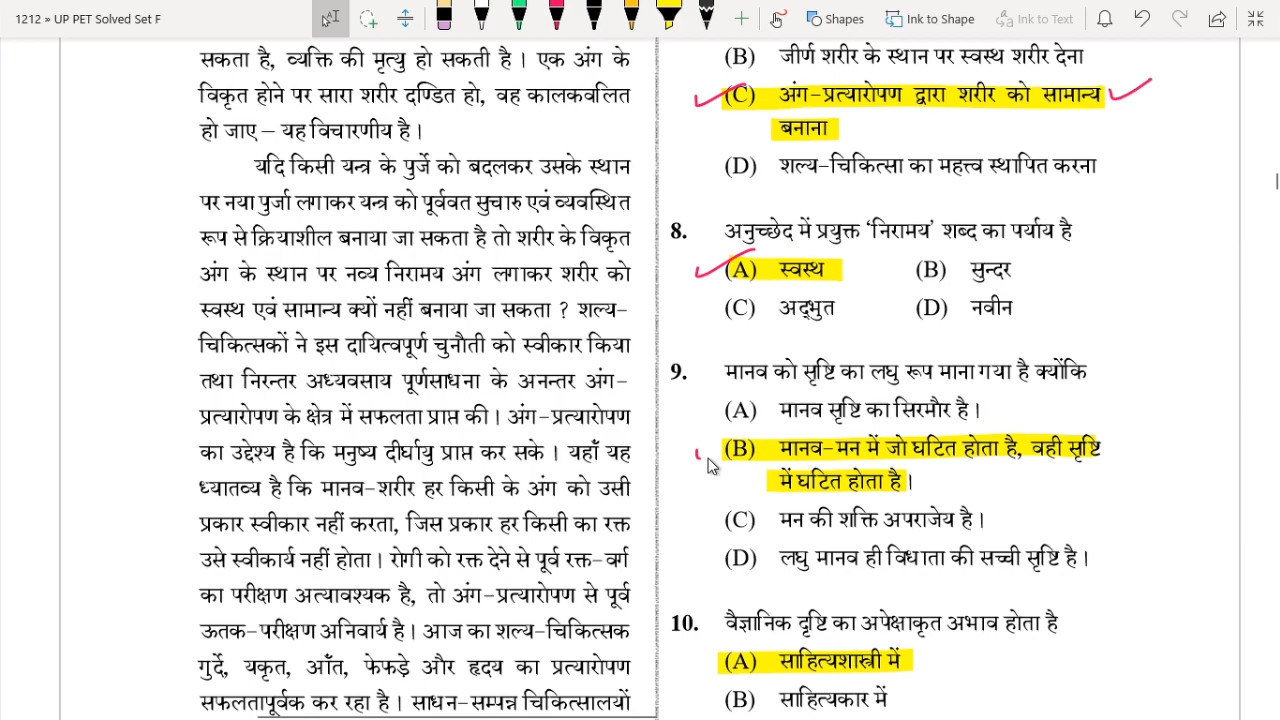 1212 » UP PET Solved Set F
Shapes
Ink to Shape
Ink to Text
सकता है, व्यक्ति की मृत्यु हो सकती है। एक अंग के
विकृत होने पर सारा शरीर दण्डित हो, वह कालकवलित
हो जाए – यह विचारणीय है।
यदि किसी यन्त्र के पुर्जे को बदलकर उसके स्थान
पर नया पुर्जा लगाकर यन्त्र को पूर्ववत सुचारु एवं व्यवस्थित
रूप से क्रियाशील बनाया जा सकता है तो शरीर के विकृत
अंग के स्थान पर नव्य निरामय अंग लगाकर शरीर को
स्वस्थ एवं सामान्य क्यों नहीं बनाया जा सकता ? शल्य-
चिकित्सकों ने इस दायित्वपूर्ण चुनौती को स्वीकार किया
तथा निरन्तर अध्यवसाय पूर्णसाधना के अनन्तर अंग-
प्रत्यारोपण के क्षेत्र में सफलता प्राप्त की। अंग-प्रत्यारोपण
का उद्देश्य है कि मनुष्य दीर्घायु प्राप्त कर सके। यहाँ यह
ध्यातव्य है कि मानव-शरीर हर किसी के अंग को उसी
प्रकार स्वीकार नहीं करता, जिस प्रकार हर किसी का रक्त
उसे स्वीकार्य नहीं होता। रोगी को रक्त देने से पूर्व रक्त-वर्ग
का परीक्षण अत्यावश्यक है, तो अंग-प्रत्यारोपण से पूर्व
ऊतक-परीक्षण अनिवार्य है। आज का शल्य-चिकित्सक
गुर्दे, यकृत, आँत, फेफड़े और हृदय का प्रत्यारोपण
सफलतापूर्वक कर रहा है। साधन-सम्पन्न चिकित्सालयों
(B) जीर्ण शरीर के स्थान पर स्वस्थ शरीर देना
(C) अंग-प्रत्यारोपण द्वारा शरीर को सामान्य
बनाना
(D) शल्य-चिकित्सा का महत्त्व स्थापित करना
8. अनुच्छेद में प्रयुक्त ‘निरामय’ शब्द का पर्याय है
(A) स्वस्थ (B) सुन्दर
(C) अद्‌भुत (D) नवीन
9. मानव को सृष्टि का लघु रूप माना गया है क्योंकि
(A) मानव सृष्टि का सिरमौर है।
(B) मानव-मन में जो घटित होता है, वही सृष्टि
में घटित होता है।
(C) मन की शक्ति अपराजेय है।
(D) लघु मानव ही विधाता की सच्ची सृष्टि है।
10. वैज्ञानिक दृष्टि का अपेक्षाकृत अभाव होता है
(A) साहित्यशास्त्री में
(B) साहित्यकार में